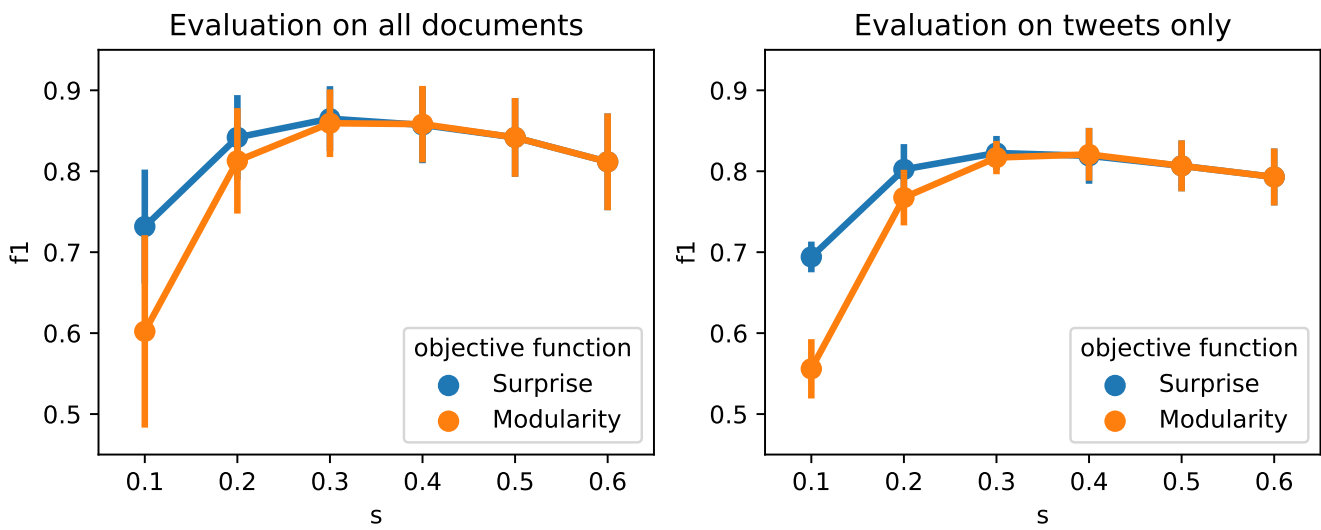 Evaluation on all documents
f1
0.9
0.8
0.7
0.6
0.5
objective function
Surprise
Modularity
0.1 0.2 0.3 0.4 0.5 0.6
s
Evaluation on tweets only
f1
0.9
0.8
0.7
0.6
0.5
objective function
Surprise
Modularity
0.1 0.2 0.3 0.4 0.5 0.6
s